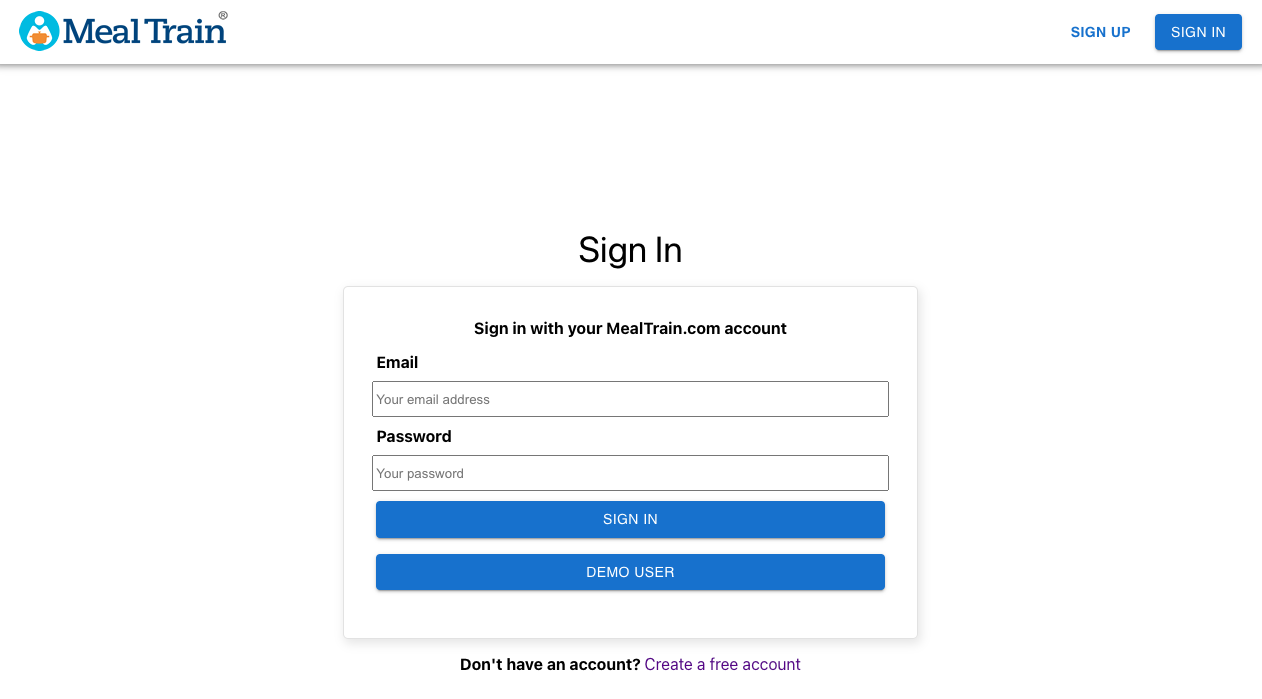 Meal Train®
SIGN UP
SIGN IN
Sign In
Sign in with your MealTrain.com account
Email
Your email address
Password
Your password
SIGN IN
DEMO USER
Don't have an account? Create a free account